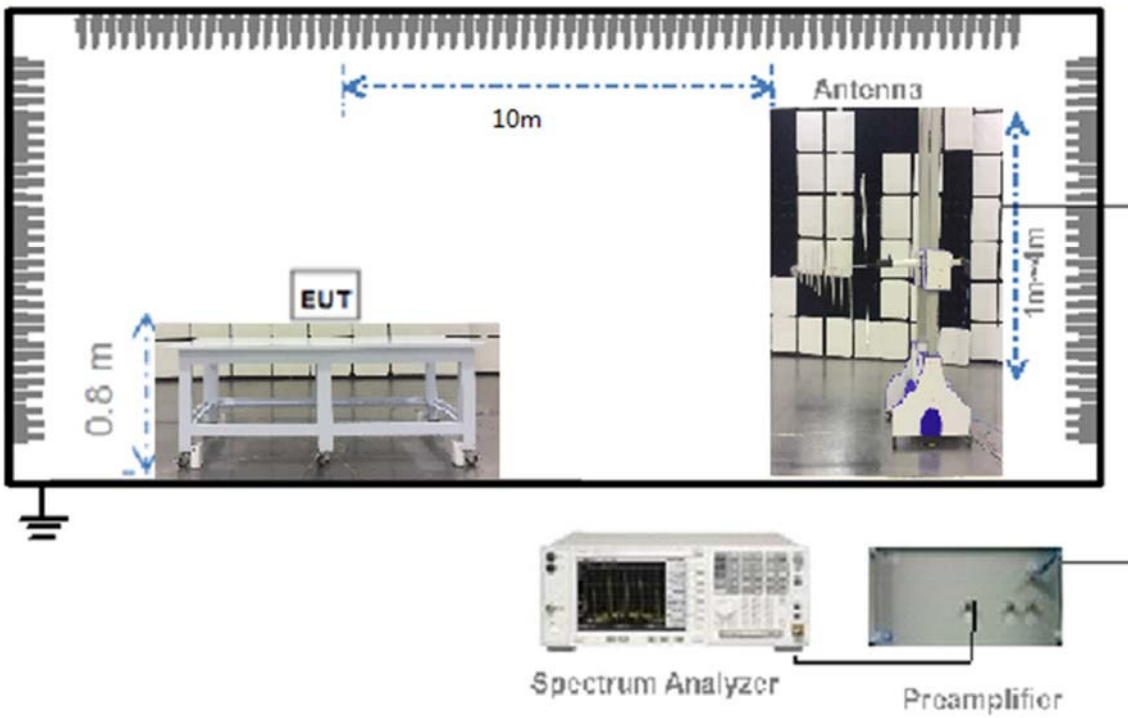 Antenna
10m
1m~4m
EUT
0.8 m
Spectrum Analyzer
Preamplifier